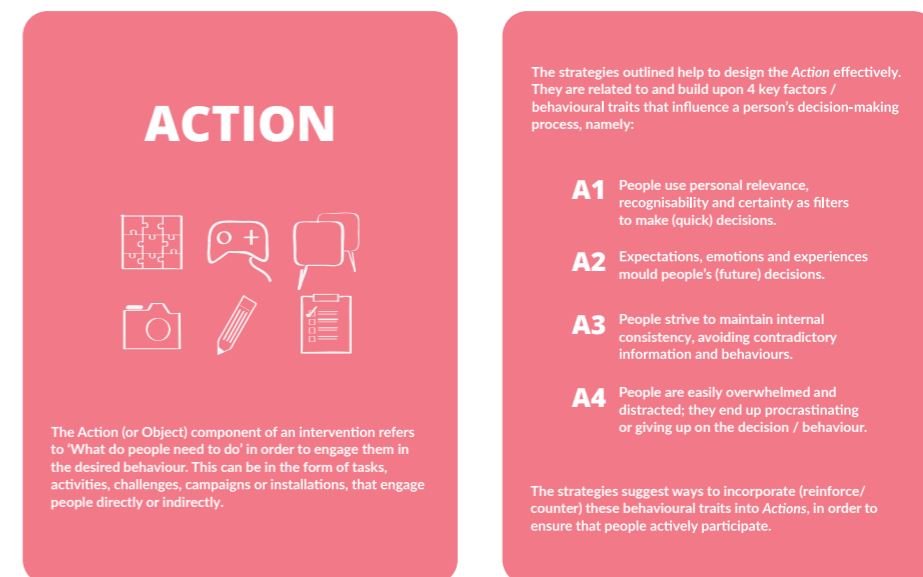 ACTION
The Action (or Object) component of an intervention refers
to ‘What do people need to do’ in order to engage them in
the desired behaviour. This can be in the form of tasks,
activities, challenges, campaigns or installations, that engage
people directly or indirectly.
The strategies outlined help to design the Action effectively.
They are related to and build upon 4 key factors /
behavioural traits that influence a person’s decision-making
process, namely:
A1 People use personal relevance,
recognisability and certainty as filters
to make (quick) decisions.
A2 Expectations, emotions and experiences
mould people’s (future) decisions.
A3 People strive to maintain internal
consistency, avoiding contradictory
information and behaviours.
A4 People are easily overwhelmed and
distracted; they end up procrastinating
or giving up on the decision / behaviour.
The strategies suggest ways to incorporate (reinforce/
counter) these behavioural traits into Actions, in order to
ensure that people actively participate.